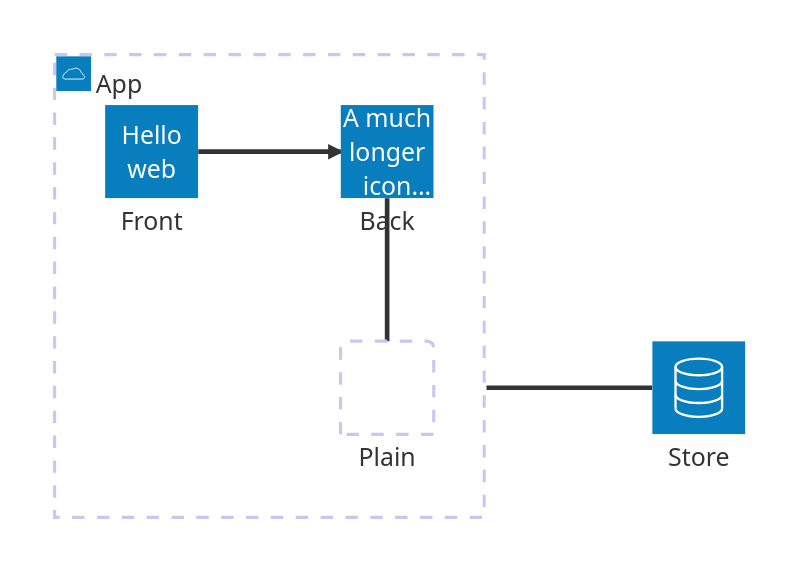 App
Hello
web
Front
A much
longer
icon...
Back
Plain
Store